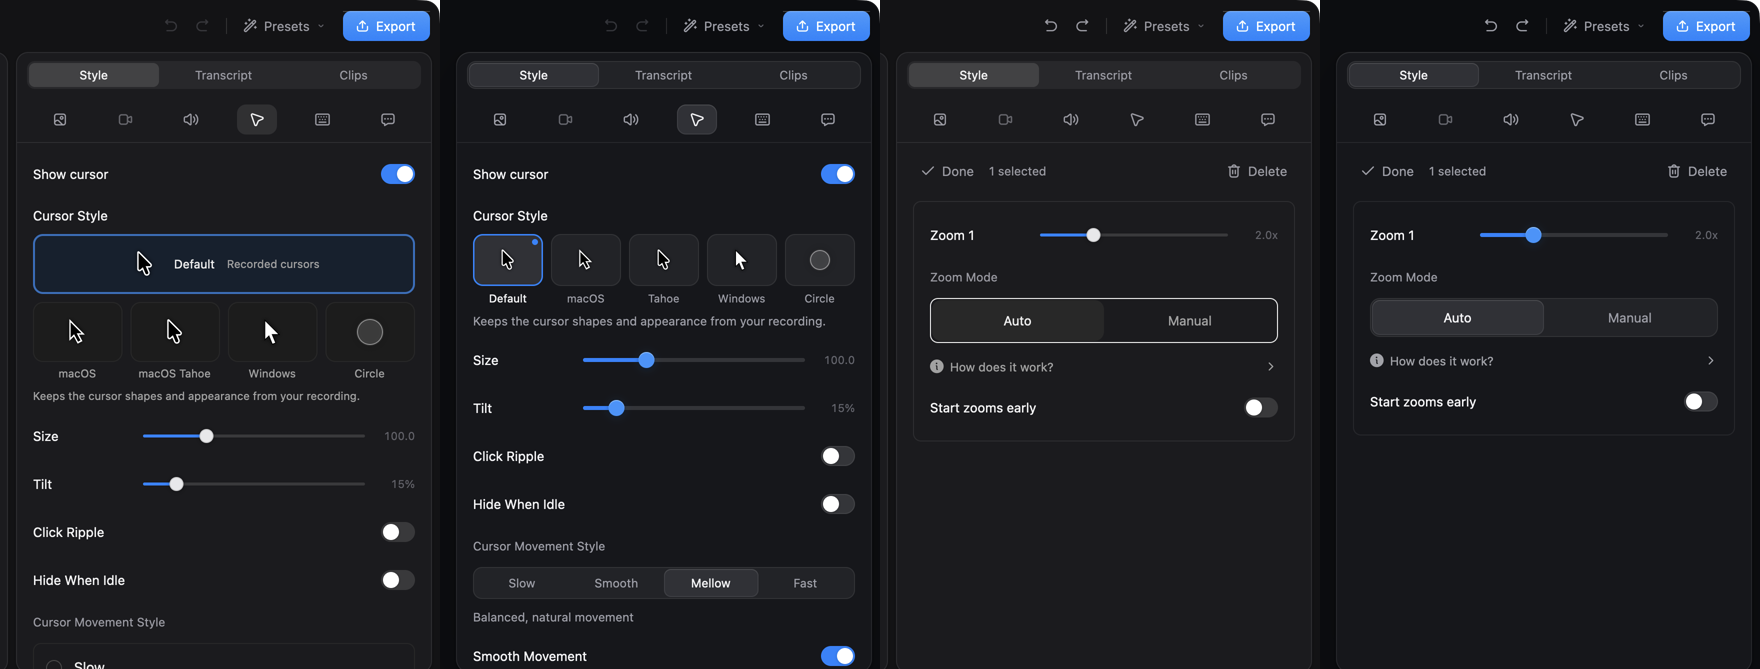 Presets
Export
Style Transcript Clips
Show cursor
Cursor Style
Default Recorded cursors
macOS macOS Tahoe Windows Circle
Keeps the cursor shapes and appearance from your recording.
Size 100.0
Tilt 15%
Click Ripple
Hide When Idle
Cursor Movement Style
Slow
Presets
Export
Style Transcript Clips
Show cursor
Cursor Style
Default macOS Tahoe Windows Circle
Keeps the cursor shapes and appearance from your recording.
Size 100.0
Tilt 15%
Click Ripple
Hide When Idle
Cursor Movement Style
Slow Smooth Mellow Fast
Balanced, natural movement
Smooth Movement
Presets
Export
Style Transcript Clips
Done 1 selected Delete
Zoom 1 2.0x
Zoom Mode
Auto Manual
How does it work?
Start zooms early
Presets
Export
Style Transcript Clips
Done 1 selected Delete
Zoom 1 2.0x
Zoom Mode
Auto Manual
How does it work?
Start zooms early